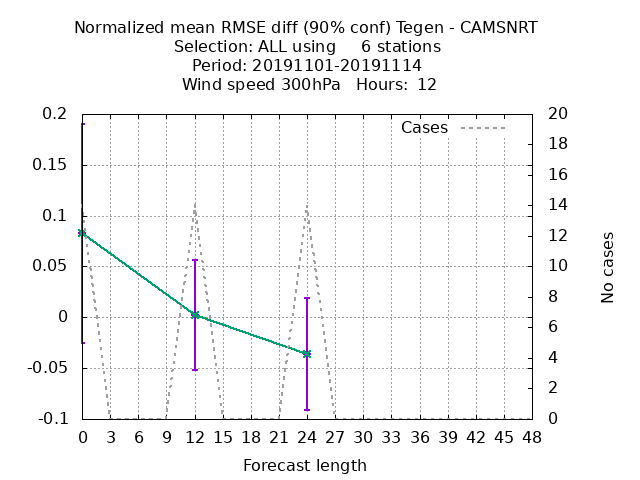 Normalized mean RMSE diff (90% conf) Tegen - CAMSNRT
Selection: ALL using     6 stations
Period: 20191101-20191114
Wind speed 300hPa   Hours:  12
Cases
0.2
0.15
0.1
0.05
0
-0.05
-0.1
20
18
16
14
12
10
8
6
4
2
0
No cases
0 3 6 9 12 15 18 21 24 27 30 33 36 39 42 45 48
Forecast length